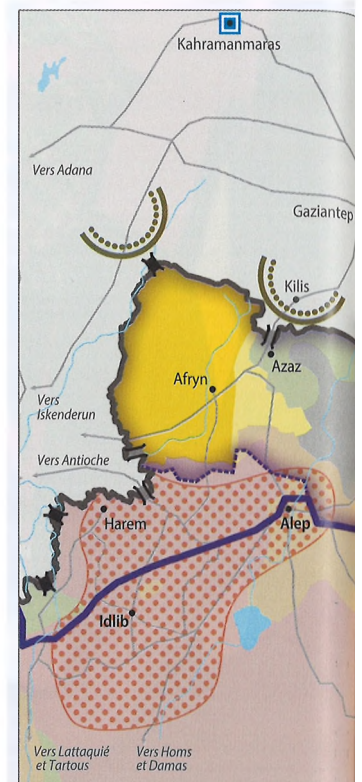 Kahramanmaras
Vers Adana
Gaziantep
Kilis
Azaz
Afryn
Vers
Iskenderun
Vers Antioche
Harem
Alep
Idlib
Vers Lattaquié
et Tartous
Vers Homs
et Damas